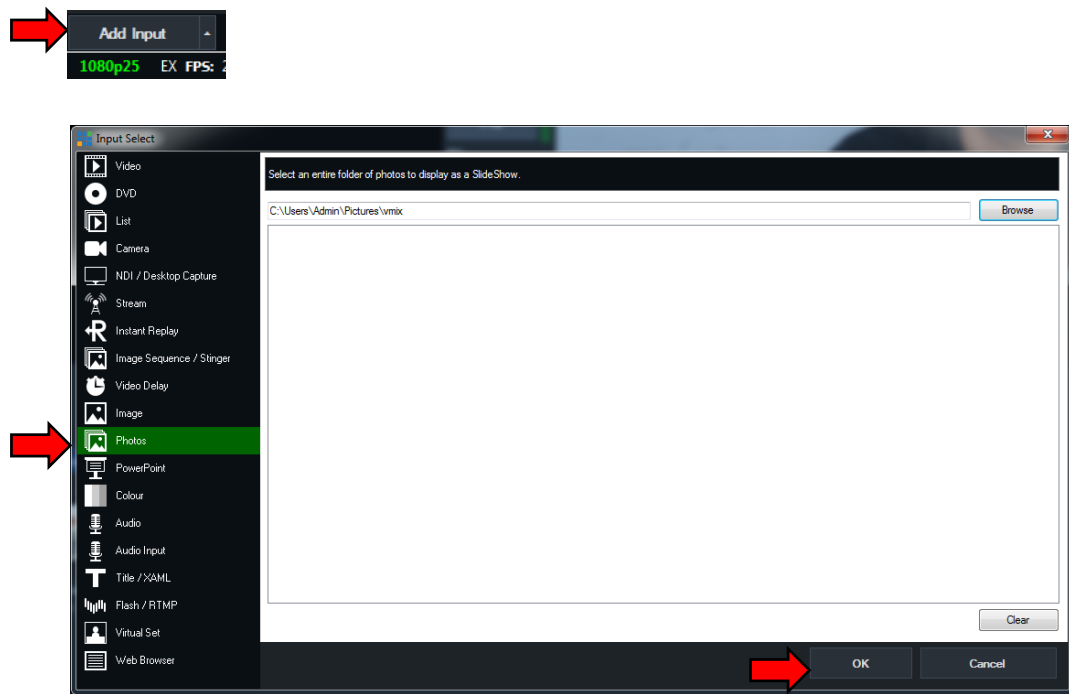 Add Input
1080p25 EX FPS:
Input Select
Video
DVD
List
Camera
NDI / Desktop Capture
Stream
Instant Replay
Image Sequence / Stinger
Video Delay
Image
Photos
PowerPoint
Colour
Audio
Audio Input
Title / XAML
Flash / RTMP
Virtual Set
Web Browser
Select an entire folder of photos to display as a SlideShow.
C:\Users\Admin\Pictures\vmix
Browse
Clear
OK
Cancel